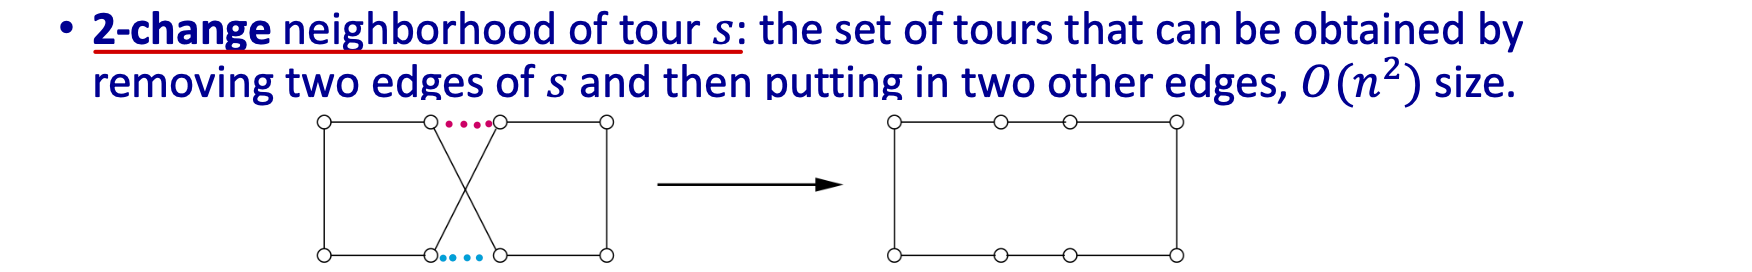 • 2-change neighborhood of tour s: the set of tours that can be obtained by
removing two edges of s and then putting in two other edges, O(n²) size.